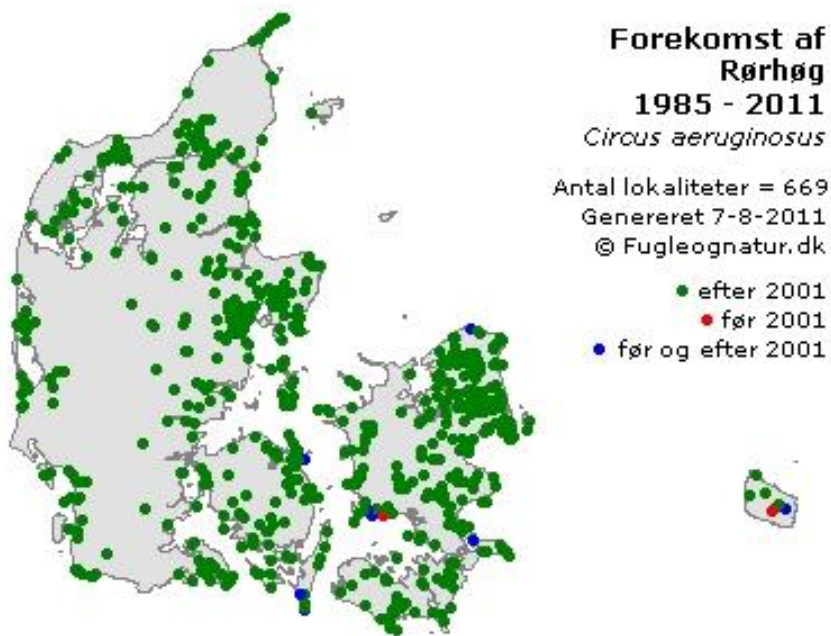 Forekomst af
Rørhøg
1985 - 2011
Circus aeruginosus
Antal lokaliteter = 669
Genereret 7-8-2011
© Fugleognatur.dk
efter 2001
før 2001
før og efter 2001